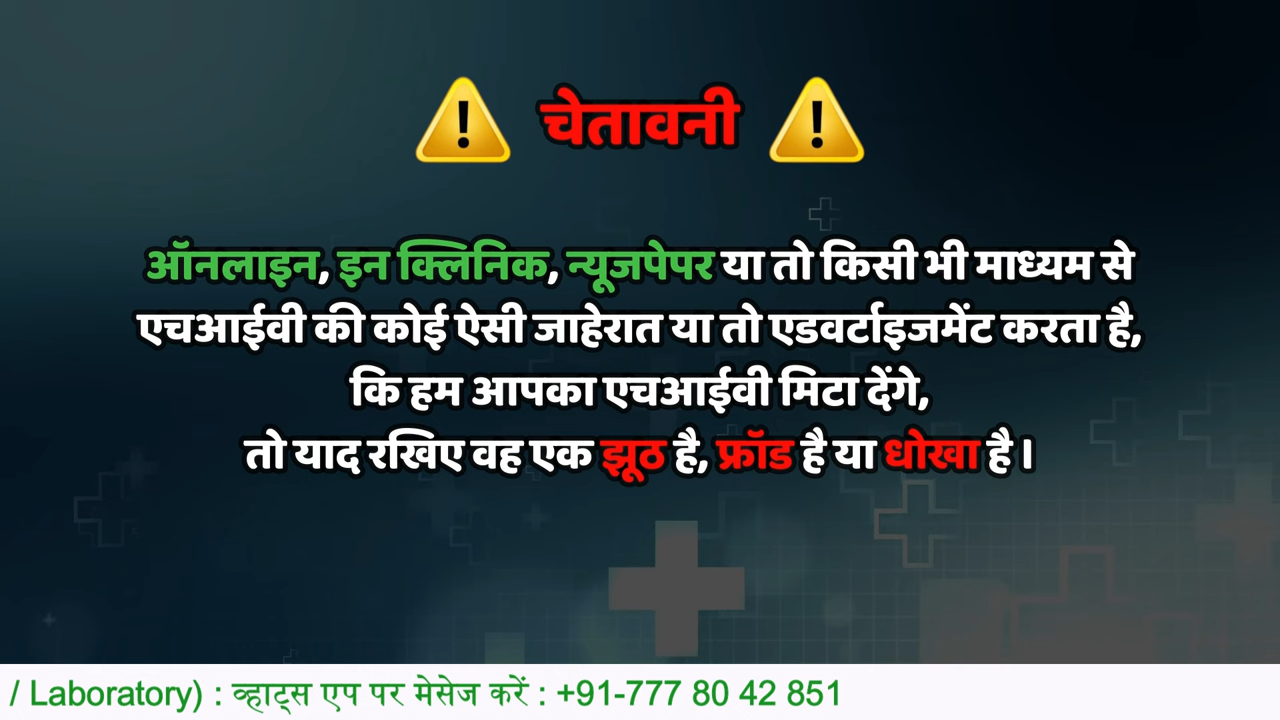 चेतावनी
ऑनलाइन, इन क्लिनिक, न्यूजपेपर या तो किसी भी माध्यम से
एचआईवी की कोई ऐसी जाहेरात या तो एडवर्टाइजमेंट करता है,
कि हम आपका एचआईवी मिटा देंगे,
तो याद रखिए वह एक झूठ है, फ्रॉड है या धोखा है ।
/ Laboratory) : व्हाट्स एप पर मेसेज करें : +91-777 80 42 851